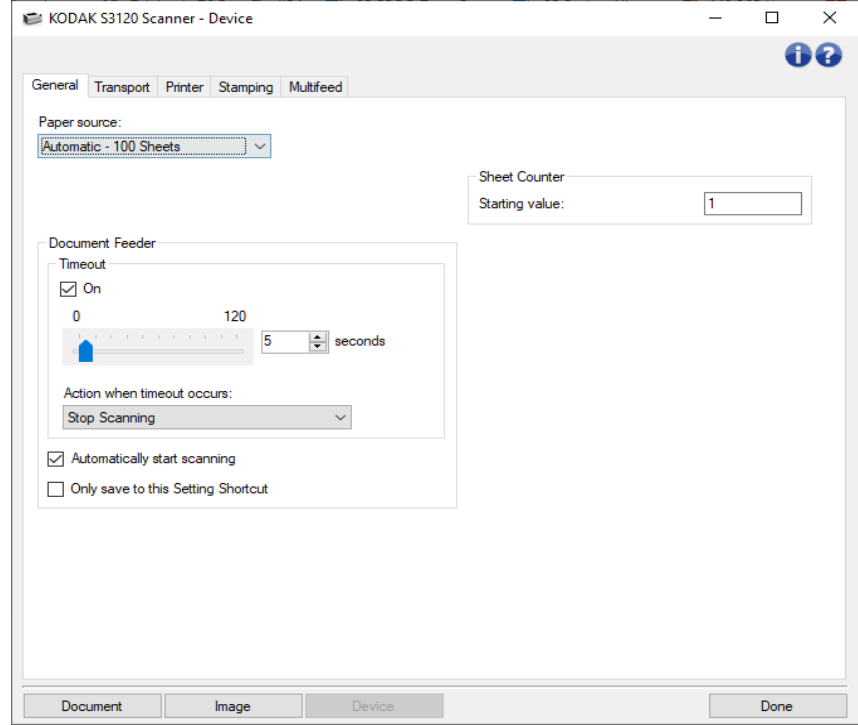 KODAK S3120 Scanner - Device
General Transport Printer Stamping Multifeed
Paper source:
Automatic - 100 Sheets
Sheet Counter
Starting value: 1
Document Feeder
Timeout
On
0 120
5 seconds
Action when timeout occurs:
Stop Scanning
Automatically start scanning
Only save to this Setting Shortcut
Document Image Device Done